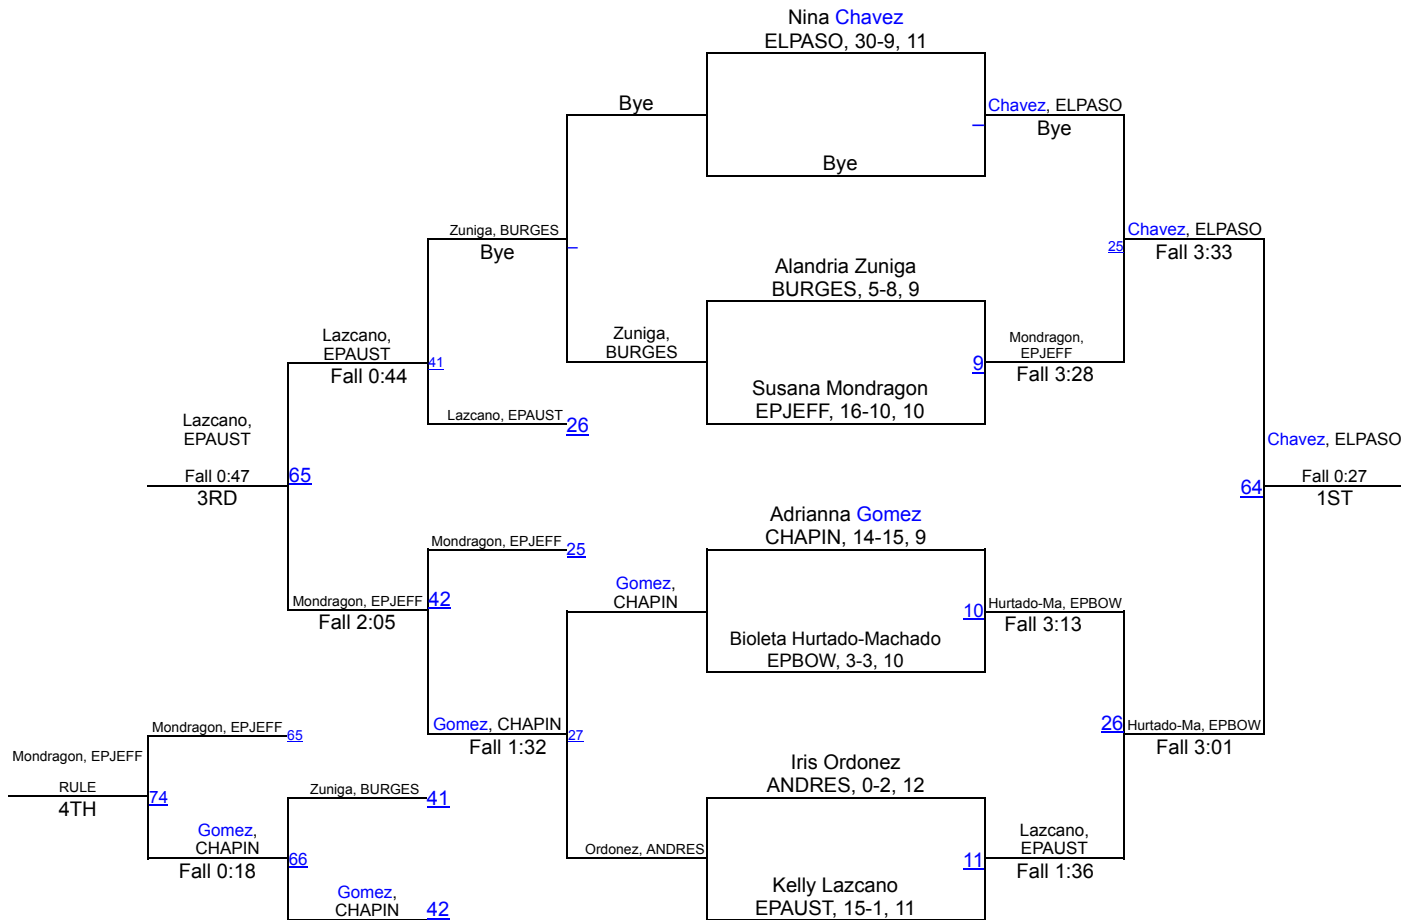 Nina Chavez
ELPASO, 30-9, 11
Bye
Chavez, ELPASO
Bye
Bye
Zuniga, BURGES
Bye
Chavez, ELPASO
25
Fall 3:33
Alandria Zuniga
BURGES, 5-8, 9
Lazcano,
EPAUST
41
Fall 0:44
Zuniga,
BURGES
Mondragon,
EPJEFF
9
Fall 3:28
Susana Mondragon
EPJEFF, 16-10, 10
Lazcano, EPAUST
26
Lazcano,
EPAUST
Chavez, ELPASO
Fall 0:47
65
3RD
64
Fall 0:27
1ST
Adrianna Gomez
CHAPIN, 14-15, 9
Mondragon, EPJEFF
25
Gomez,
CHAPIN
Mondragon, EPJEFF
42
Fall 2:05
10
Hurtado-Ma, EPBOW
Fall 3:13
Bioleta Hurtado-Machado
EPBOW, 3-3, 10
Mondragon, EPJEFF
65
Gomez, CHAPIN
27
Fall 1:32
26
Hurtado-Ma, EPBOW
Fall 3:01
Mondragon, EPJEFF
RULE
74
4TH
Iris Ordonez
ANDRES, 0-2, 12
Zuniga, BURGES
41
Gomez,
CHAPIN
66
Fall 0:18
Ordonez, ANDRES
Lazcano,
EPAUST
11
Fall 1:36
Kelly Lazcano
EPAUST, 15-1, 11
Gomez,
CHAPIN
42